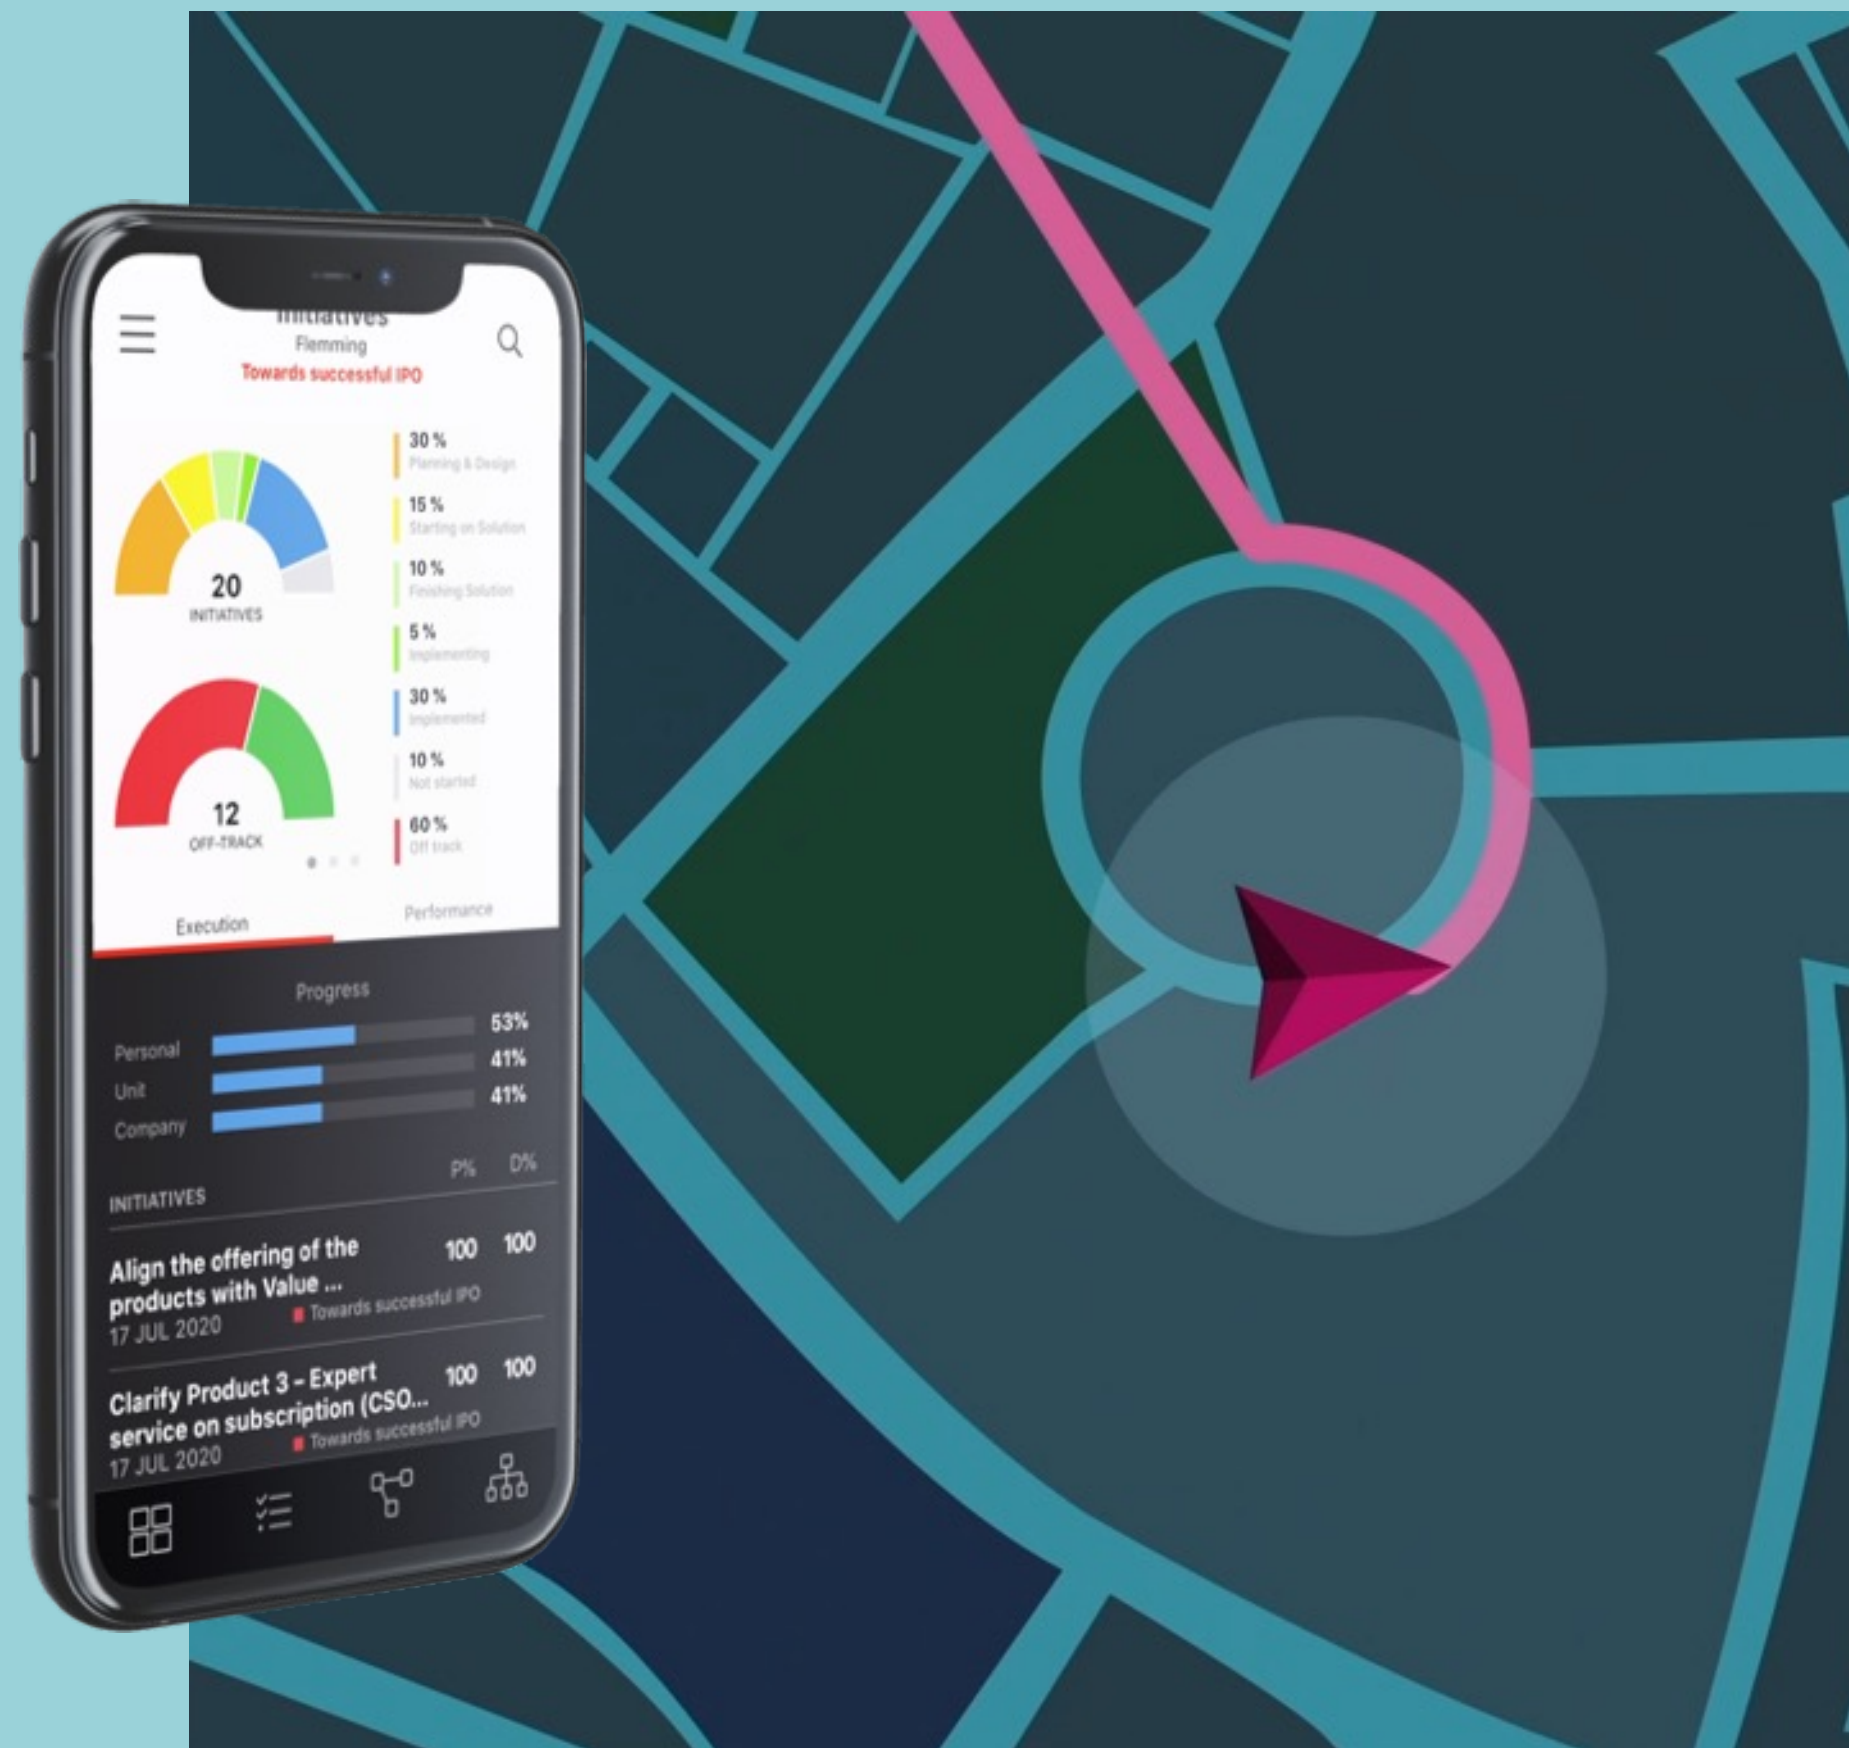 Initiatives
Flemming
Towards successful IPO
20
INITIATIVES
12
OFF-TRACK
30 %
Planning & Design
15 %
Starting on Solution
10 %
Finishing Solution
5 %
Implementing
30 %
Implemented
10 %
Not started
60 %
Off track
Execution
Performance
Progress
Personal 53%
Unit 41%
Company 41%
P% D%
INITIATIVES
Align the offering of the 100 100
products with Value ...
17 JUL 2020 Towards successful IPO
Clarify Product 3 – Expert 100 100
service on subscription (CSO...
17 JUL 2020 Towards successful IPO